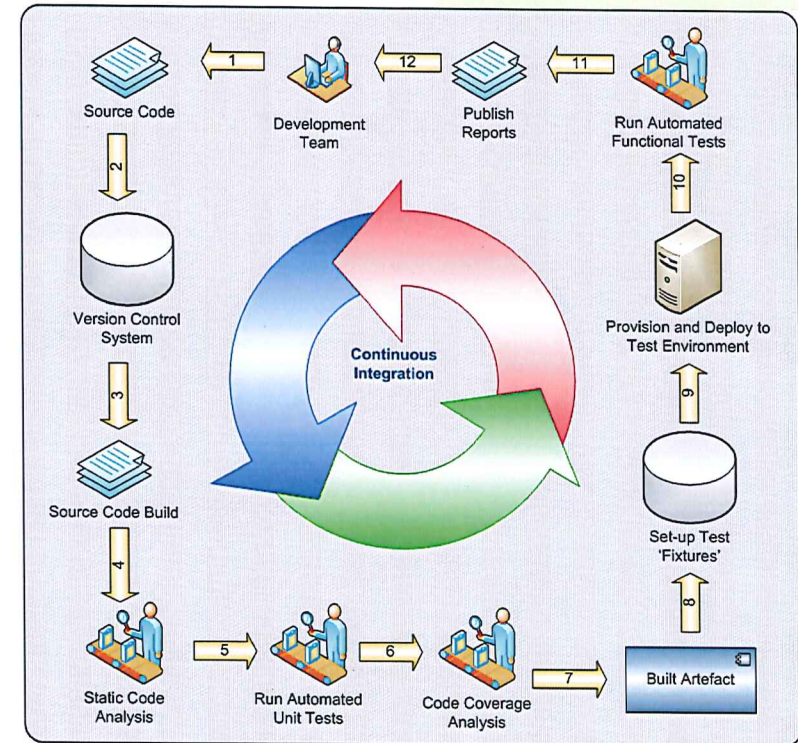 1
12
11
Source Code
Development
Team
Publish
Reports
Run Automated
Functional Tests
2
10
Version Control
System
Continuous
Integration
Provision and Deploy to
Test Environment
3
9
Source Code Build
Set-up Test
'Fixtures'
4
8
5
6
7
Built Artefact
Static Code
Analysis
Run Automated
Unit Tests
Code Coverage
Analysis